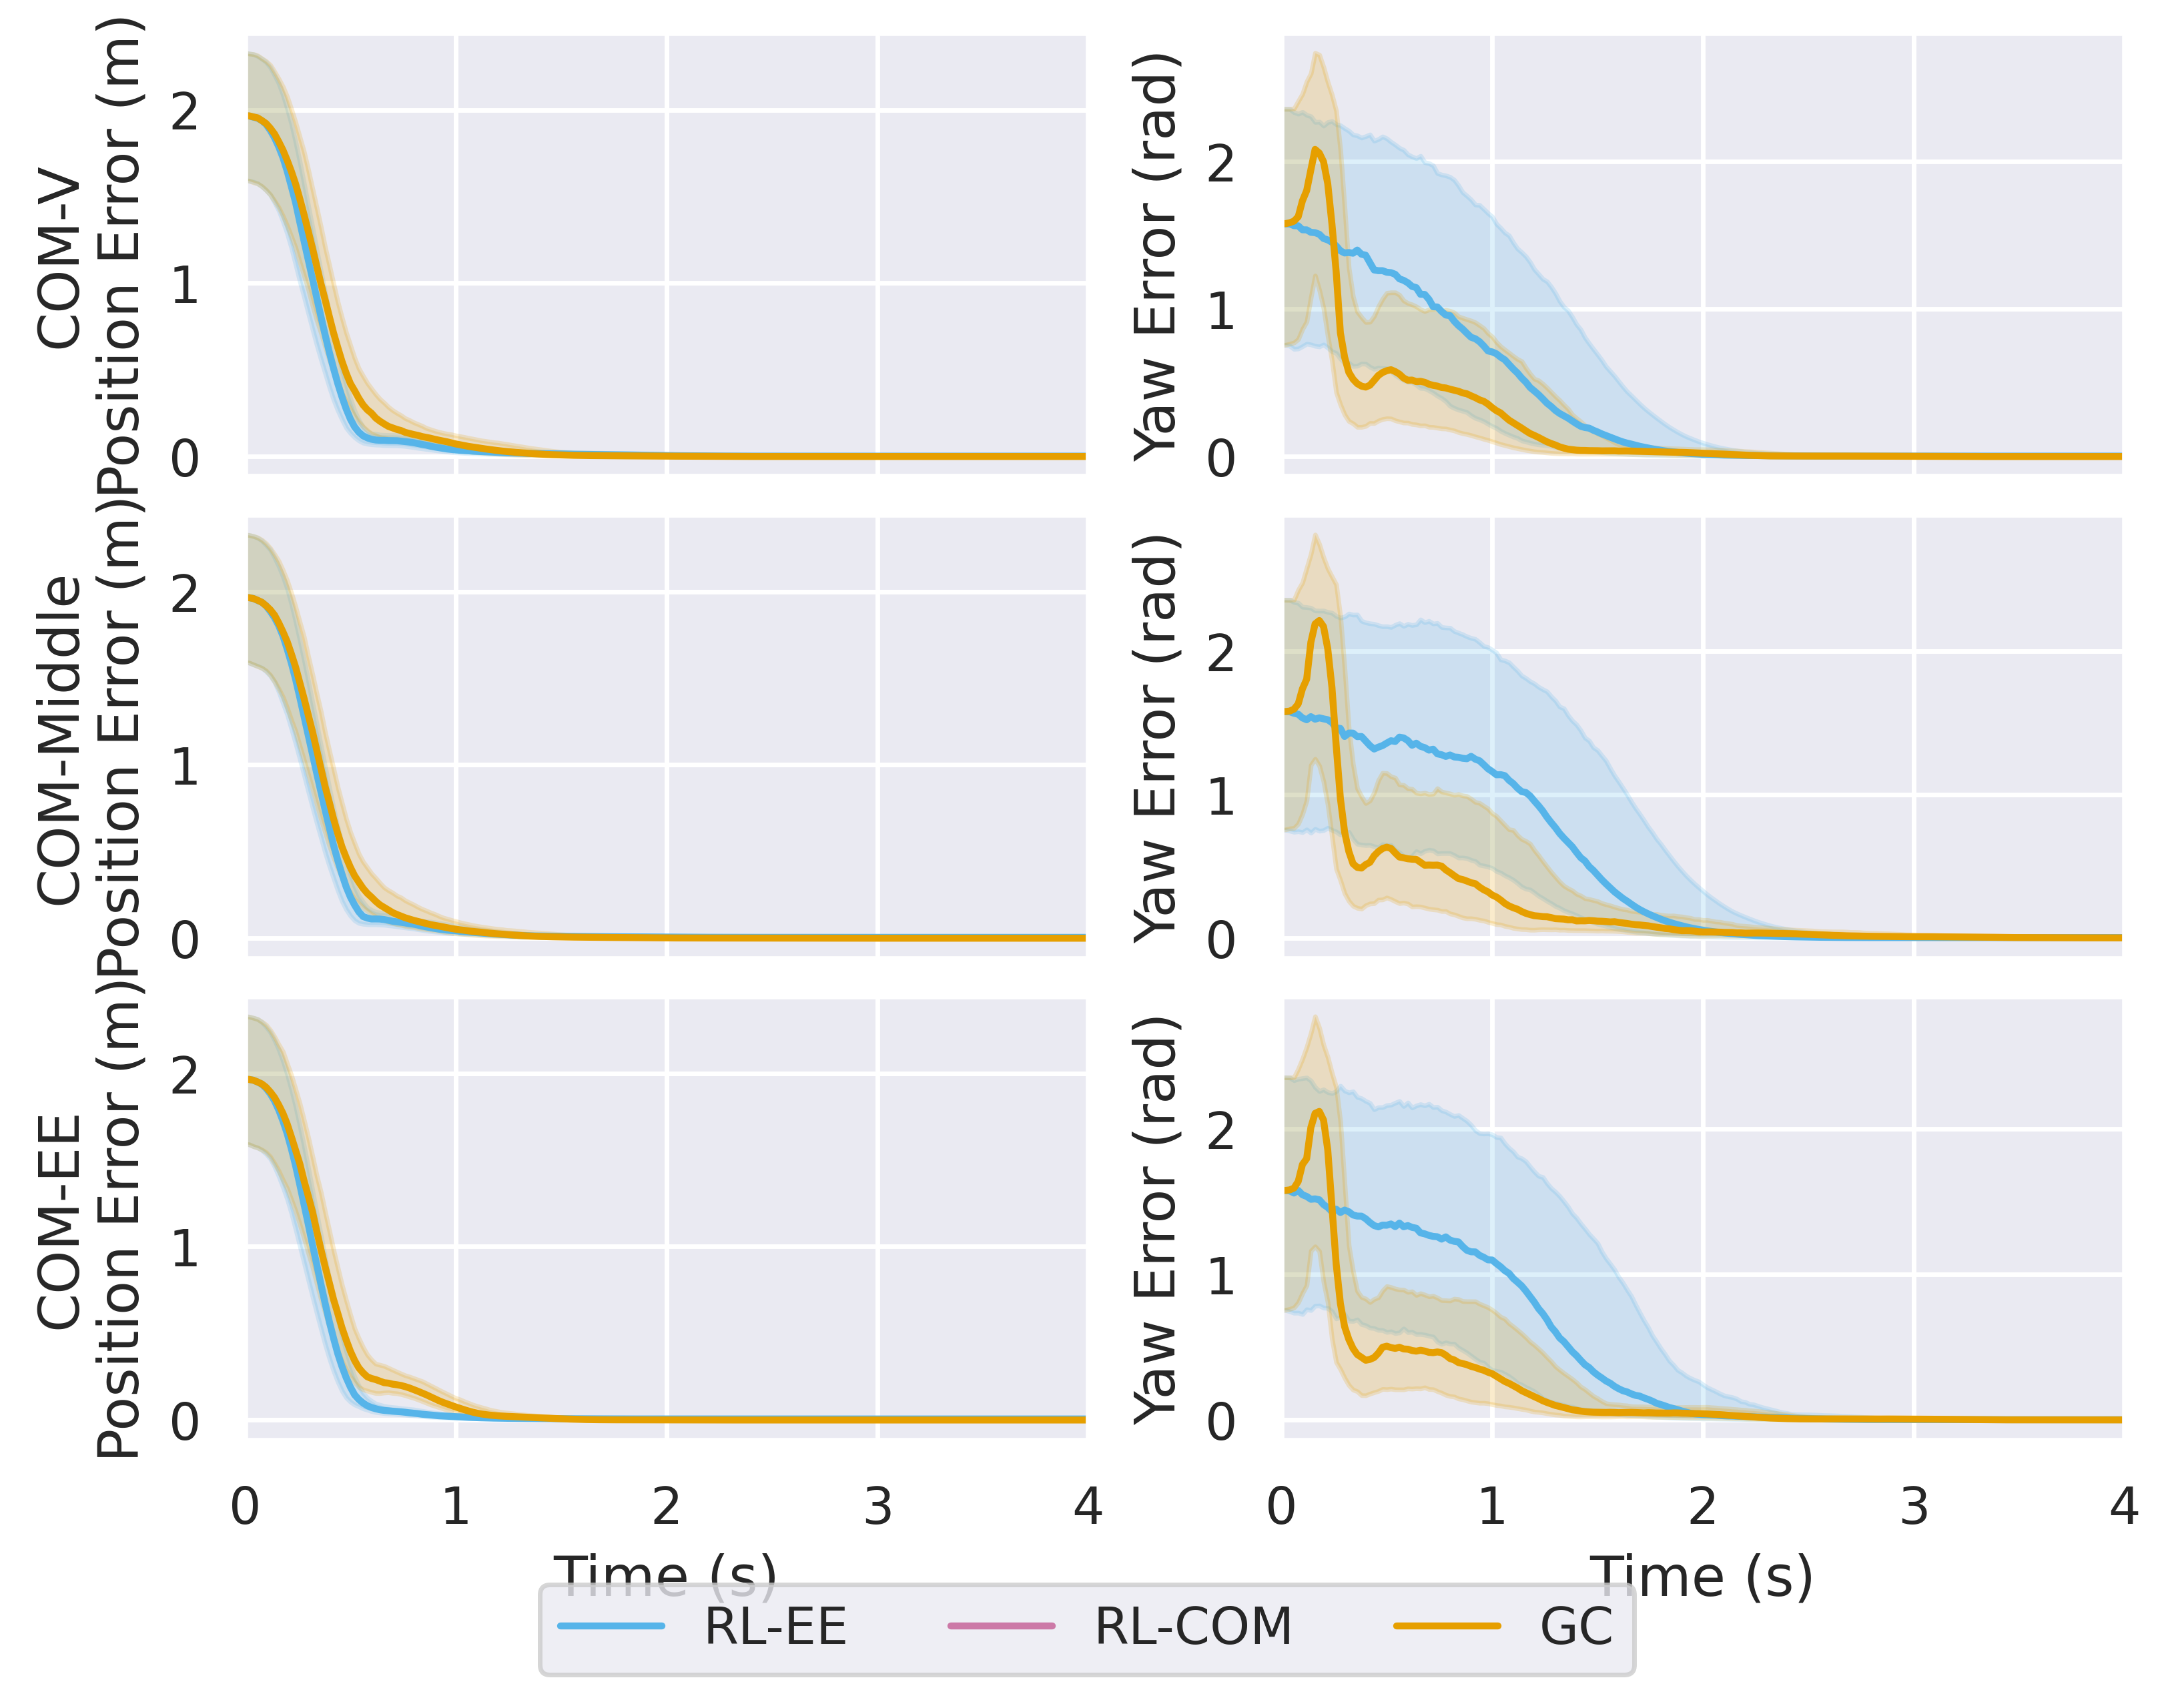 COM-V
Position Error (m)
2
1
0
Yaw Error (rad)
2
1
0
COM-Middle
Position Error (m)
2
1
0
Yaw Error (rad)
2
1
0
COM-EE
Position Error (m)
2
1
0
Yaw Error (rad)
2
1
0
0 1 2 3 4
0 1 2 3 4
Time (s)
Time (s)
RL-EE RL-COM GC